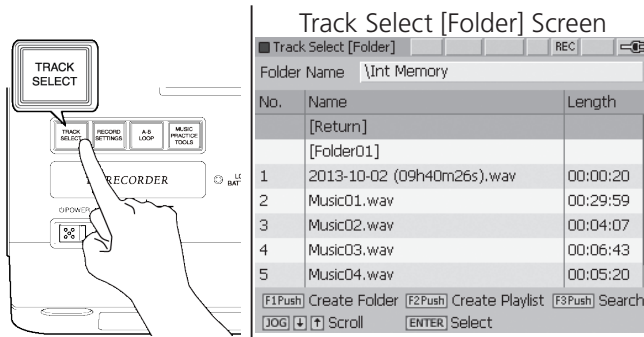 TRACK
SELECT
TRACK
SELECT
RECORD
SETTINGS
A-B
LOOP
MUSIC
PRACTICE
TOOLS
RECORDER
POWER
Track Select [Folder] Screen
Track Select [Folder]
REC
Folder Name \Int Memory
No. Name Length
[Return]
[Folder01]
1 2013-10-02 (09h40m26s).wav 00:00:20
2 Music01.wav 00:29:59
3 Music02.wav 00:04:07
4 Music03.wav 00:06:43
5 Music04.wav 00:05:20
F1Push Create Folder F2Push Create Playlist F3Push Search
JOG ↓ ↑ Scroll ENTER Select